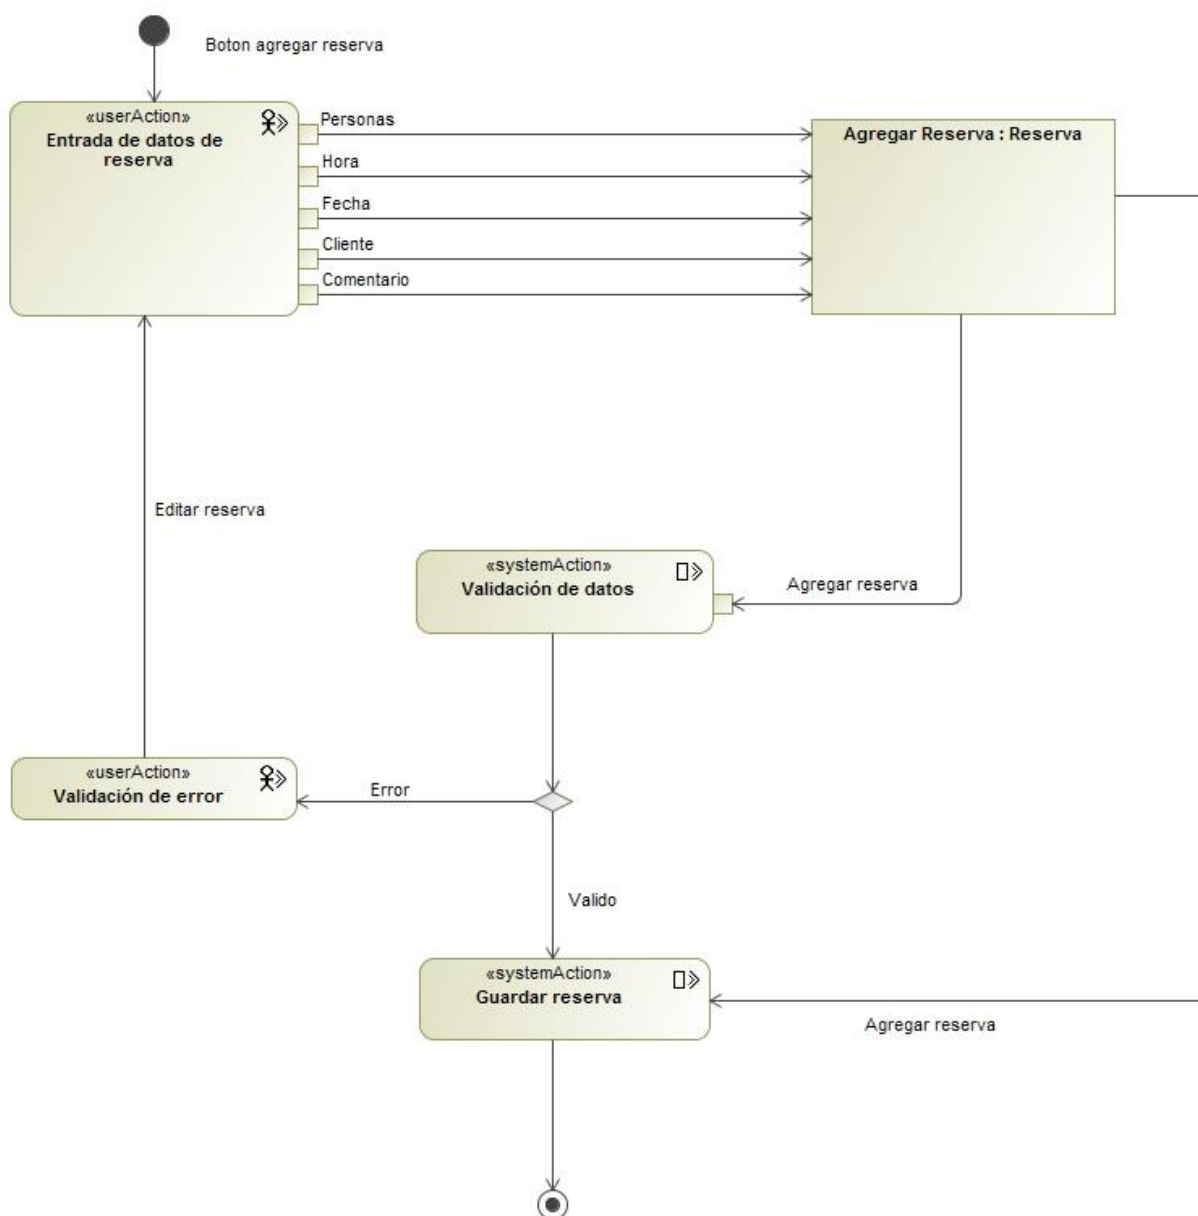 Boton agregar reserva
«userAction»
Entrada de datos de
reserva
Personas
Hora
Fecha
Cliente
Comentario
Agregar Reserva : Reserva
Editar reserva
«systemAction»
Validación de datos
Agregar reserva
«userAction»
Validación de error
Error
Valido
«systemAction»
Guardar reserva
Agregar reserva